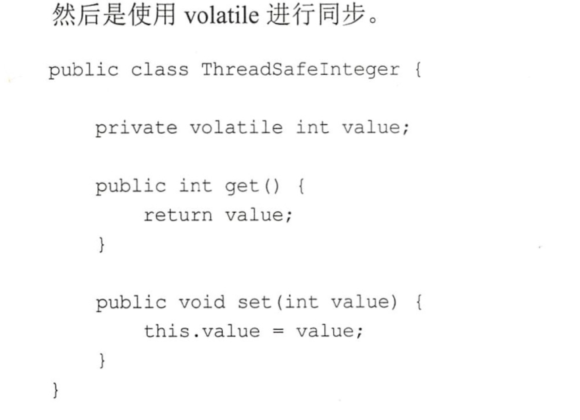 然后是使用 volatile 进行同步。
public class ThreadSafeInteger {
    private volatile int value;
    public int get() {
        return value;
    }
    public void set(int value) {
        this.value = value;
    }
}